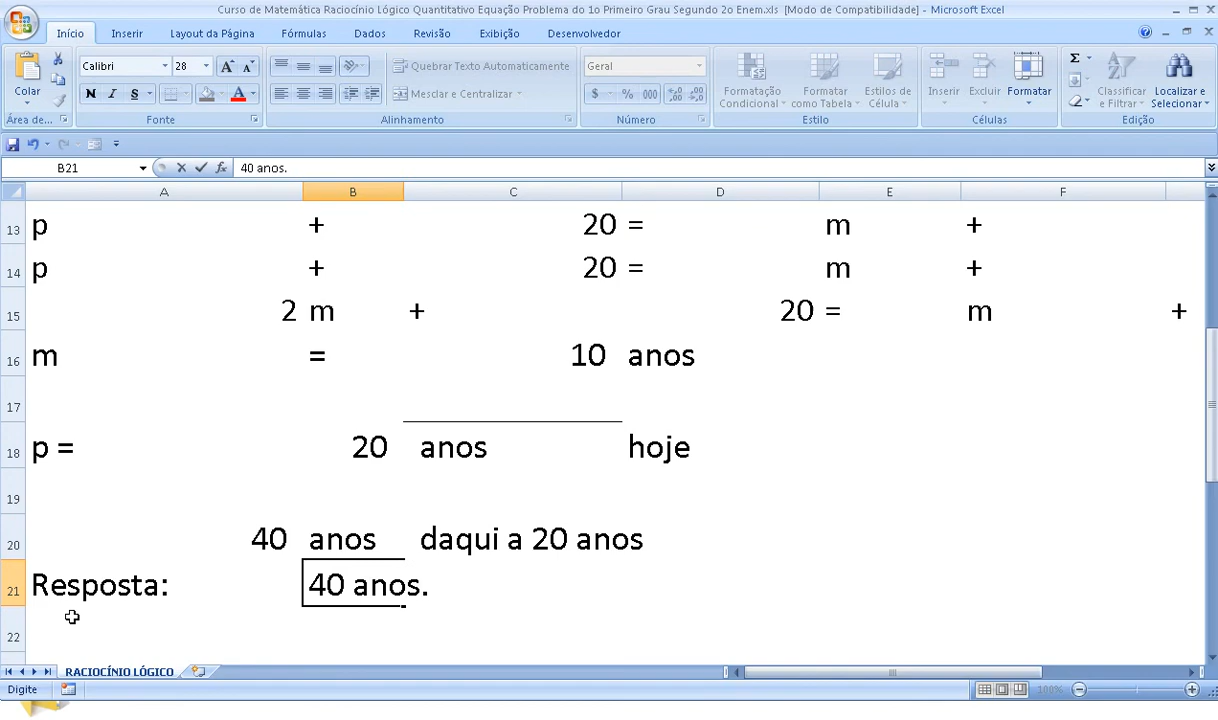 Curso de Matemática Raciocínio Lógico Quantitativo Equação Problema do 1o Primeiro Grau Segundo 2o Enem.xls [Modo de Compatibilidade] - Microsoft Excel
Início Inserir Layout da Página Fórmulas Dados Revisão Exibição Desenvolvedor
Colar
Área de...
Calibri 28 A A
N I S A
Fonte
Quebrar Texto Automaticamente
Mesclar e Centralizar
Alinhamento
Geral
$ % 000 ,00
Número
Formatação Condicional
Formatar como Tabela
Estilos de Célula
Estilo
Inserir Excluir Formatar
Células
Σ
Classificar e Filtrar
Localizar e Selecionar
Edição
B21 fx 40 anos.
A B C D E F
13 p + 20 = m +
14 p + 20 = m +
15 2 m + 20 = m +
16 m = 10 anos
17
18 p = 20 anos hoje
19
20 40 anos daqui a 20 anos
21 Resposta: 40 anos.
22
RACIOCÍNIO LÓGICO
Digite 100%